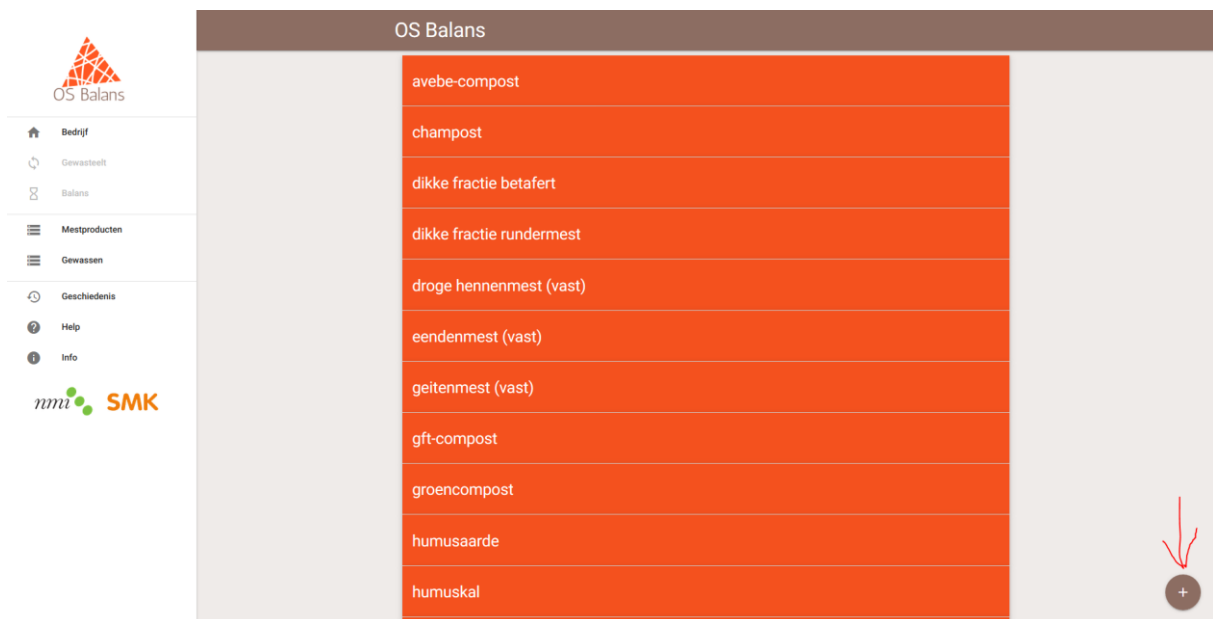 OS Balans
Bedrijf
Gewasteelt
Balans
Mestproducten
Gewassen
Geschiedenis
Help
Info
nmi SMK
OS Balans
avebe-compost
champost
dikke fractie betafert
dikke fractie rundermest
droge hennenmest (vast)
eendenmest (vast)
geitenmest (vast)
gft-compost
groencompost
humusaarde
humuskal
+